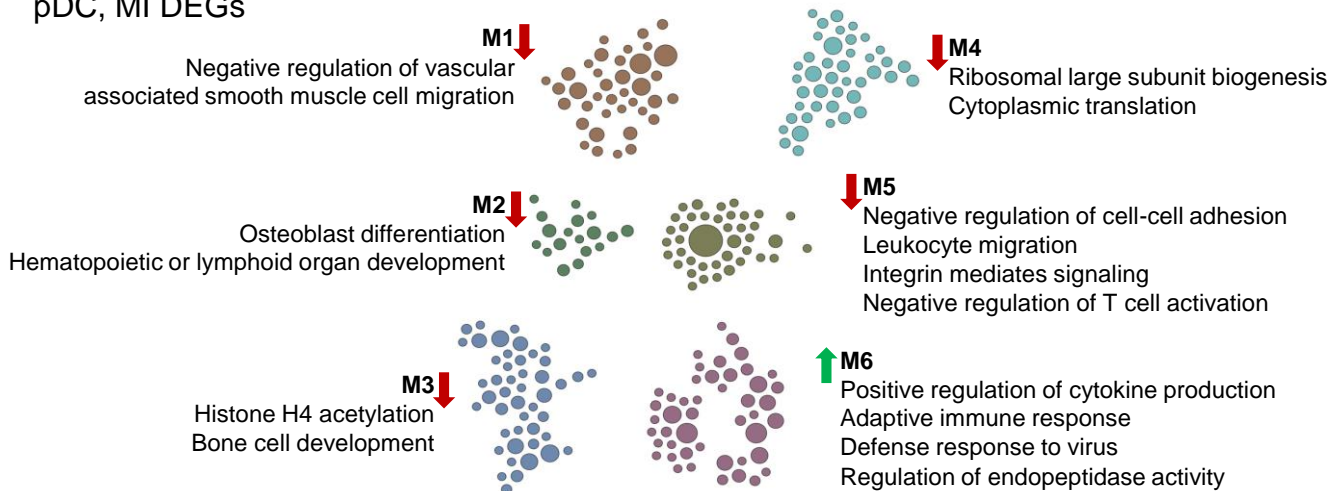 pDC, MI DEGs
M1
Negative regulation of vascular
associated smooth muscle cell migration
M4
Ribosomal large subunit biogenesis
Cytoplasmic translation
M2
Osteoblast differentiation
Hematopoietic or lymphoid organ development
M5
Negative regulation of cell-cell adhesion
Leukocyte migration
Integrin mediates signaling
Negative regulation of T cell activation
M3
Histone H4 acetylation
Bone cell development
M6
Positive regulation of cytokine production
Adaptive immune response
Defense response to virus
Regulation of endopeptidase activity